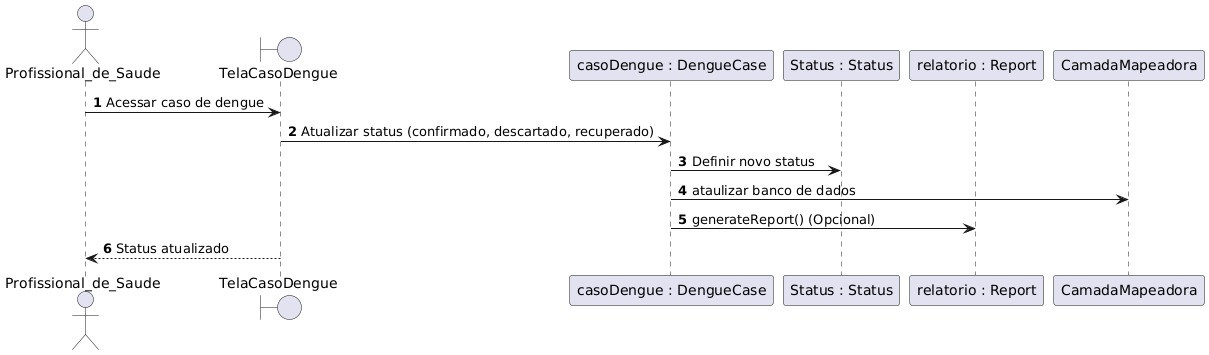 Profissional_de_Saude
TelaCasoDengue
casoDengue : DengueCase
Status : Status
relatorio : Report
CamadaMapeadora
1 Acessar caso de dengue
2 Atualizar status (confirmado, descartado, recuperado)
3 Definir novo status
4 ataulizar banco de dados
5 generateReport() (Opcional)
6 Status atualizado
Profissional_de_Saude
TelaCasoDengue
casoDengue : DengueCase
Status : Status
relatorio : Report
CamadaMapeadora